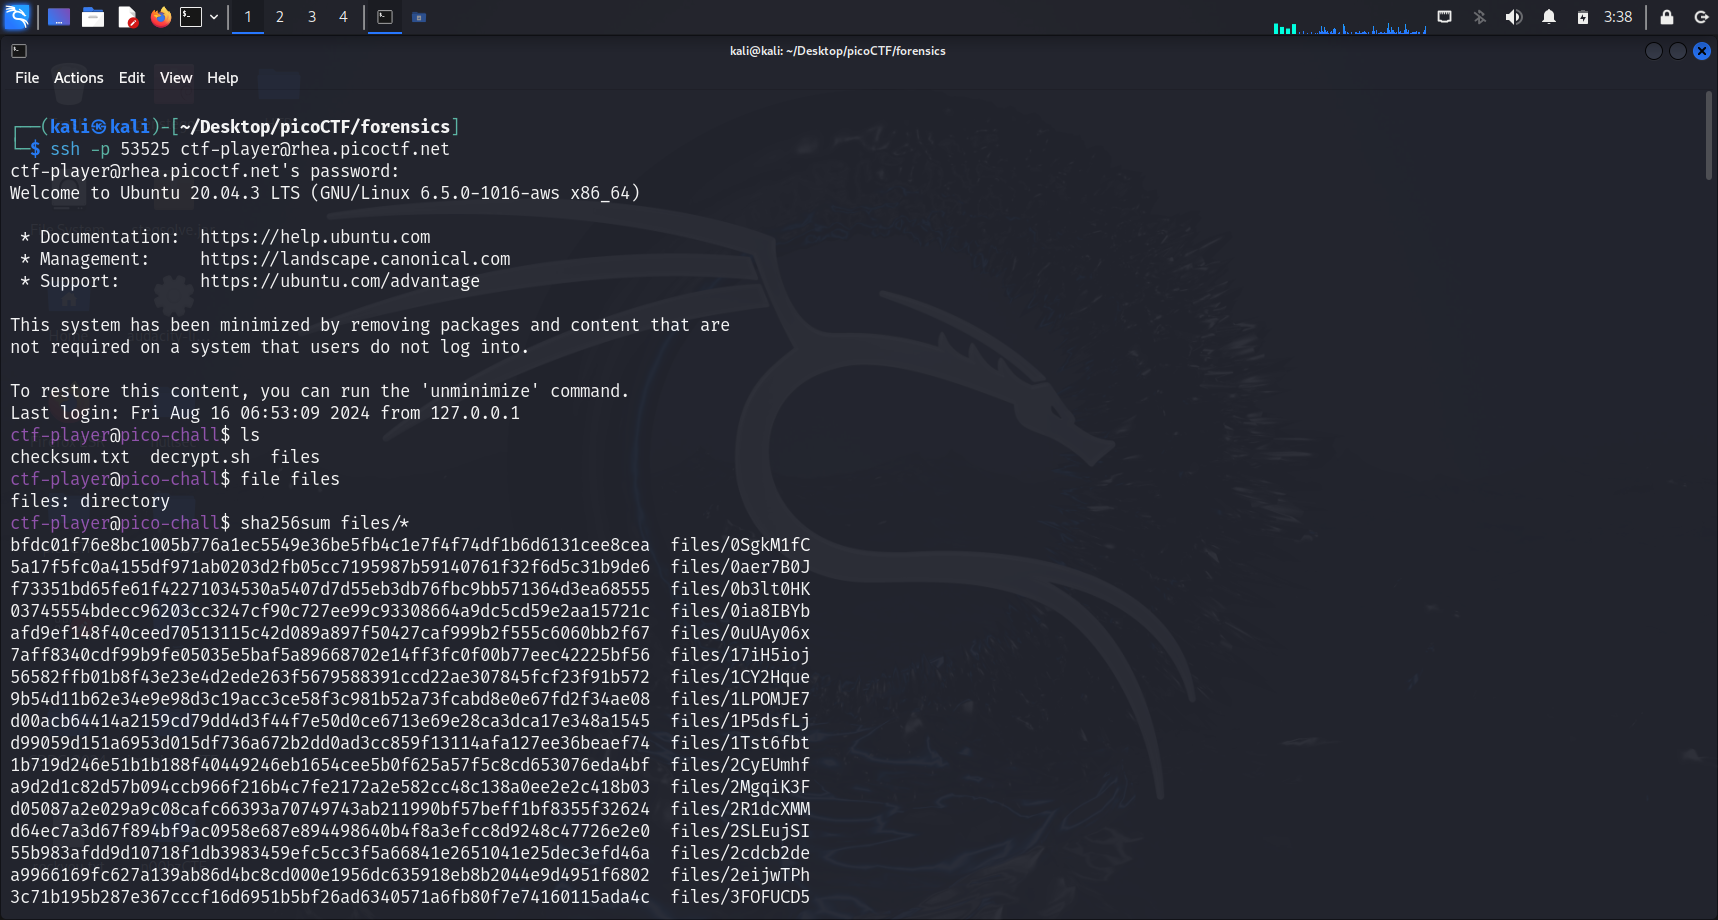 1 2 3 4 3:38
kali@kali: ~/Desktop/picoCTF/forensics
File Actions Edit View Help
┌──(kali㉿kali)-[~/Desktop/picoCTF/forensics]
└─$ ssh -p 53525 ctf-player@rhea.picoctf.net
ctf-player@rhea.picoctf.net's password:
Welcome to Ubuntu 20.04.3 LTS (GNU/Linux 6.5.0-1016-aws x86_64)
* Documentation: https://help.ubuntu.com
* Management: https://landscape.canonical.com
* Support: https://ubuntu.com/advantage
This system has been minimized by removing packages and content that are
not required on a system that users do not log into.
To restore this content, you can run the 'unminimize' command.
Last login: Fri Aug 16 06:53:09 2024 from 127.0.0.1
ctf-player@pico-chall$ ls
checksum.txt decrypt.sh files
ctf-player@pico-chall$ file files
files: directory
ctf-player@pico-chall$ sha256sum files/*
bfdc01f76e8bc1005b776a1ec5549e36be5fb4c1e7f4f74df1b6d6131cee8cea files/0SgkM1fC
5a17f5fc0a4155df971ab0203d2fb05cc7195987b59140761f32f6d5c31b9de6 files/0aer7B0J
f73351bd65fe61f42271034530a5407d7d55eb3db76fbc9bb571364d3ea68555 files/0b3lt0HK
03745554bdecc96203cc3247cf90c727ee99c93308664a9dc5cd59e2aa15721c files/0ia8IBYb
afd9ef148f40ceed70513115c42d089a897f50427caf999b2f555c6060bb2f67 files/0uUAy06x
7aff8340cdf99b9fe05035e5baf5a89668702e14ff3fc0f00b77eec42225bf56 files/17iH5ioj
56582ffb01b8f43e23e4d2ede263f5679588391ccd22ae307845fcf23f91b572 files/1CY2Hque
9b54d11b62e34e9e98d3c19acc3ce58f3c981b52a73fcabd8e0e67fd2f34ae08 files/1LPOMJE7
d00acb64414a2159cd79dd4d3f44f7e50d0ce6713e69e28ca3dca17e348a1545 files/1P5dsfLj
d99059d151a6953d015df736a672b2dd0ad3cc859f13114afa127ee36beaef74 files/1Tst6fbt
1b719d246e51b1b188f40449246eb1654cee5b0f625a57f5c8cd653076eda4bf files/2CyEUmhf
a9d2d1c82d57b094ccb966f216b4c7fe2172a2e582cc48c138a0ee2e2c418b03 files/2MgqiK3F
d05087a2e029a9c08cafc66393a70749743ab211990bf57beff1bf8355f32624 files/2R1dcXMM
d64ec7a3d67f894bf9ac0958e687e894498640b4f8a3efcc8d9248c47726e2e0 files/2SLEujSI
55b983afdd9d10718f1db3983459efc5cc3f5a66841e2651041e25dec3efd46a files/2cdcb2de
a9966169fc627a139ab86d4bc8cd000e1956dc635918eb8b2044e9d4951f6802 files/2eijwTPh
3c71b195b287e367cccf16d6951b5bf26ad6340571a6fb80f7e74160115ada4c files/3FOFUCD5